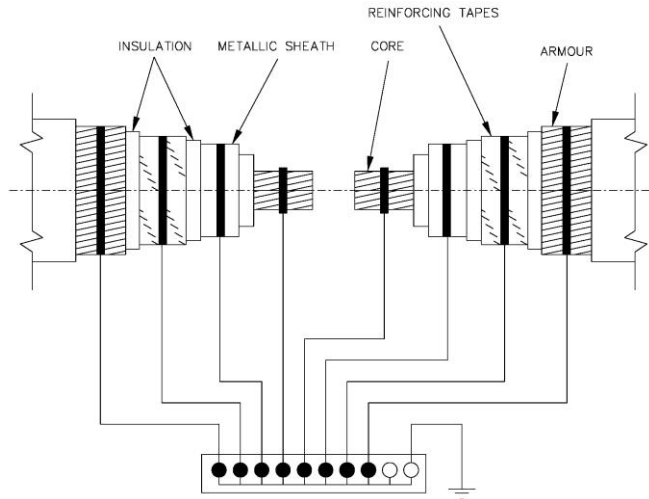 REINFORCING TAPES
INSULATION
METALLIC SHEATH
CORE
ARMOUR